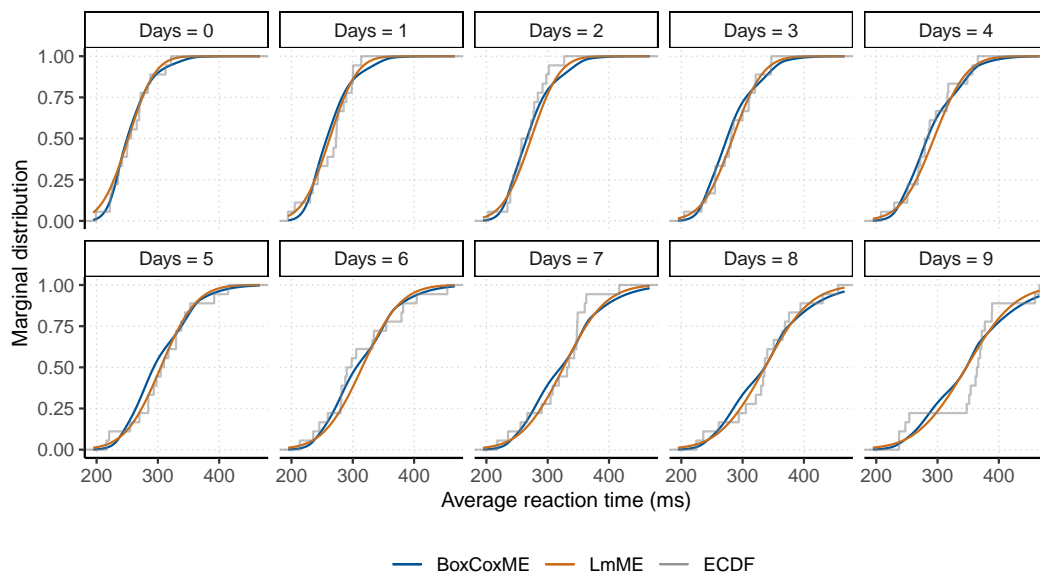 Days = 0
Days = 1
Days = 2
Days = 3
Days = 4
1.00
0.75
0.50
0.25
0.00
Days = 5
Days = 6
Days = 7
Days = 8
Days = 9
1.00
0.75
0.50
0.25
0.00
200 300 400 200 300 400 200 300 400 200 300 400 200 300 400
Marginal distribution
Average reaction time (ms)
BoxCoxME LmME ECDF